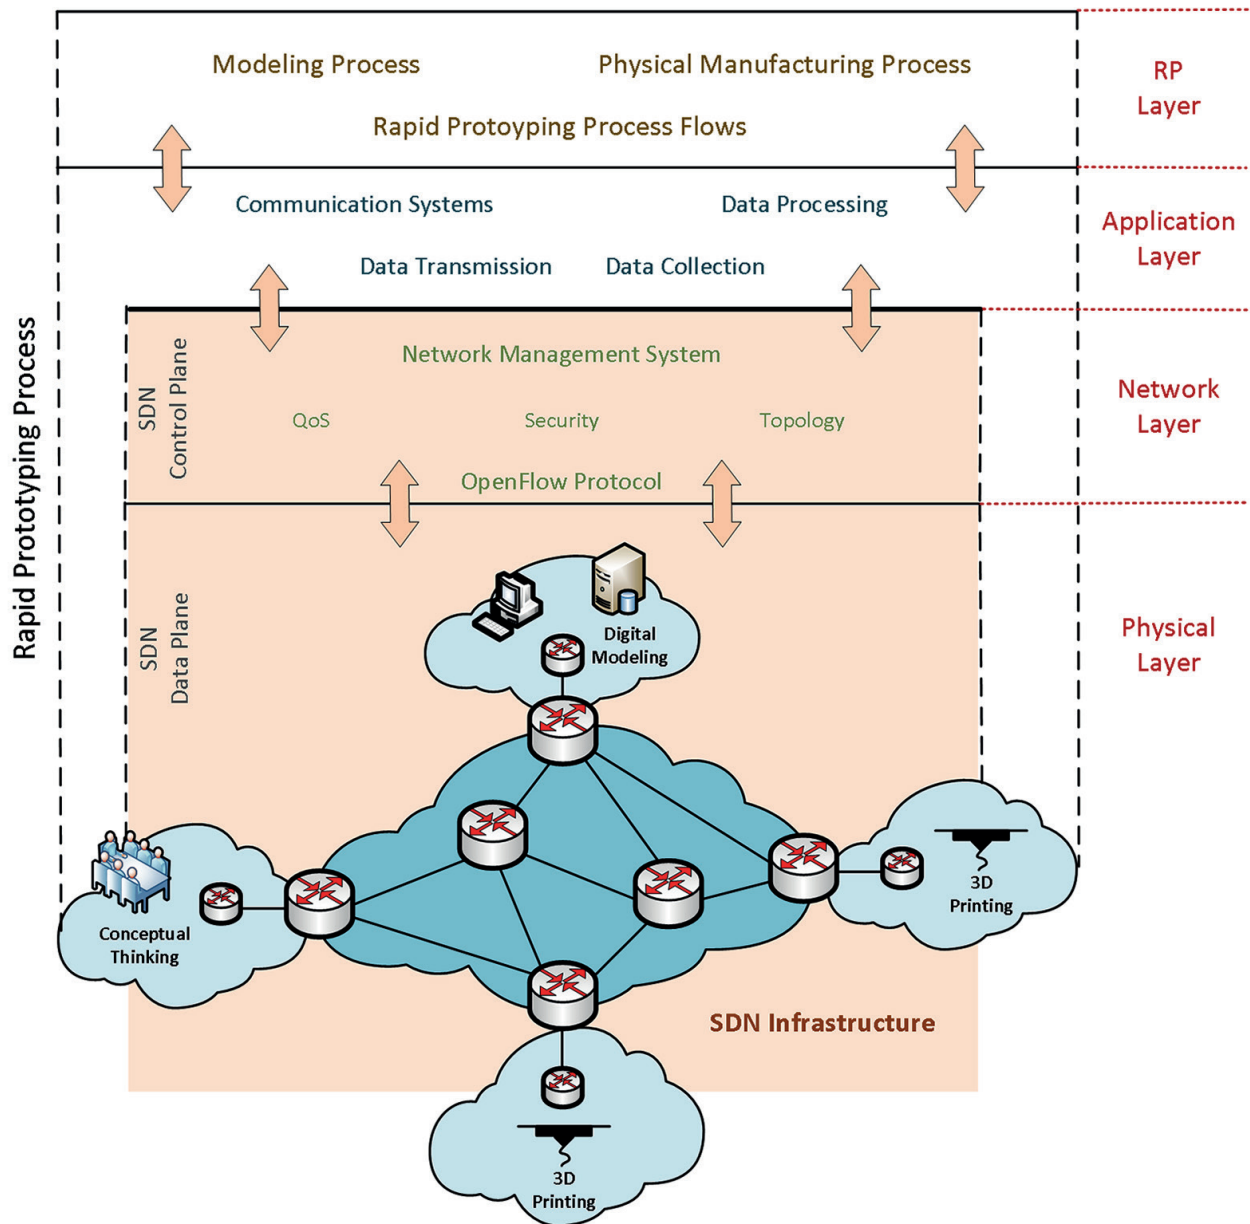 Modeling Process
Physical Manufacturing Process
Rapid Protoyping Process Flows
RP
Layer
Communication Systems
Data Processing
Data Transmission
Data Collection
Application
Layer
Rapid Prototyping Process
SDN
Control Plane
Network Management System
QoS
Security
Topology
OpenFlow Protocol
Network
Layer
SDN
Data Plane
Digital
Modeling
Physical
Layer
Conceptual
Thinking
3D
Printing
SDN Infrastructure
3D
Printing